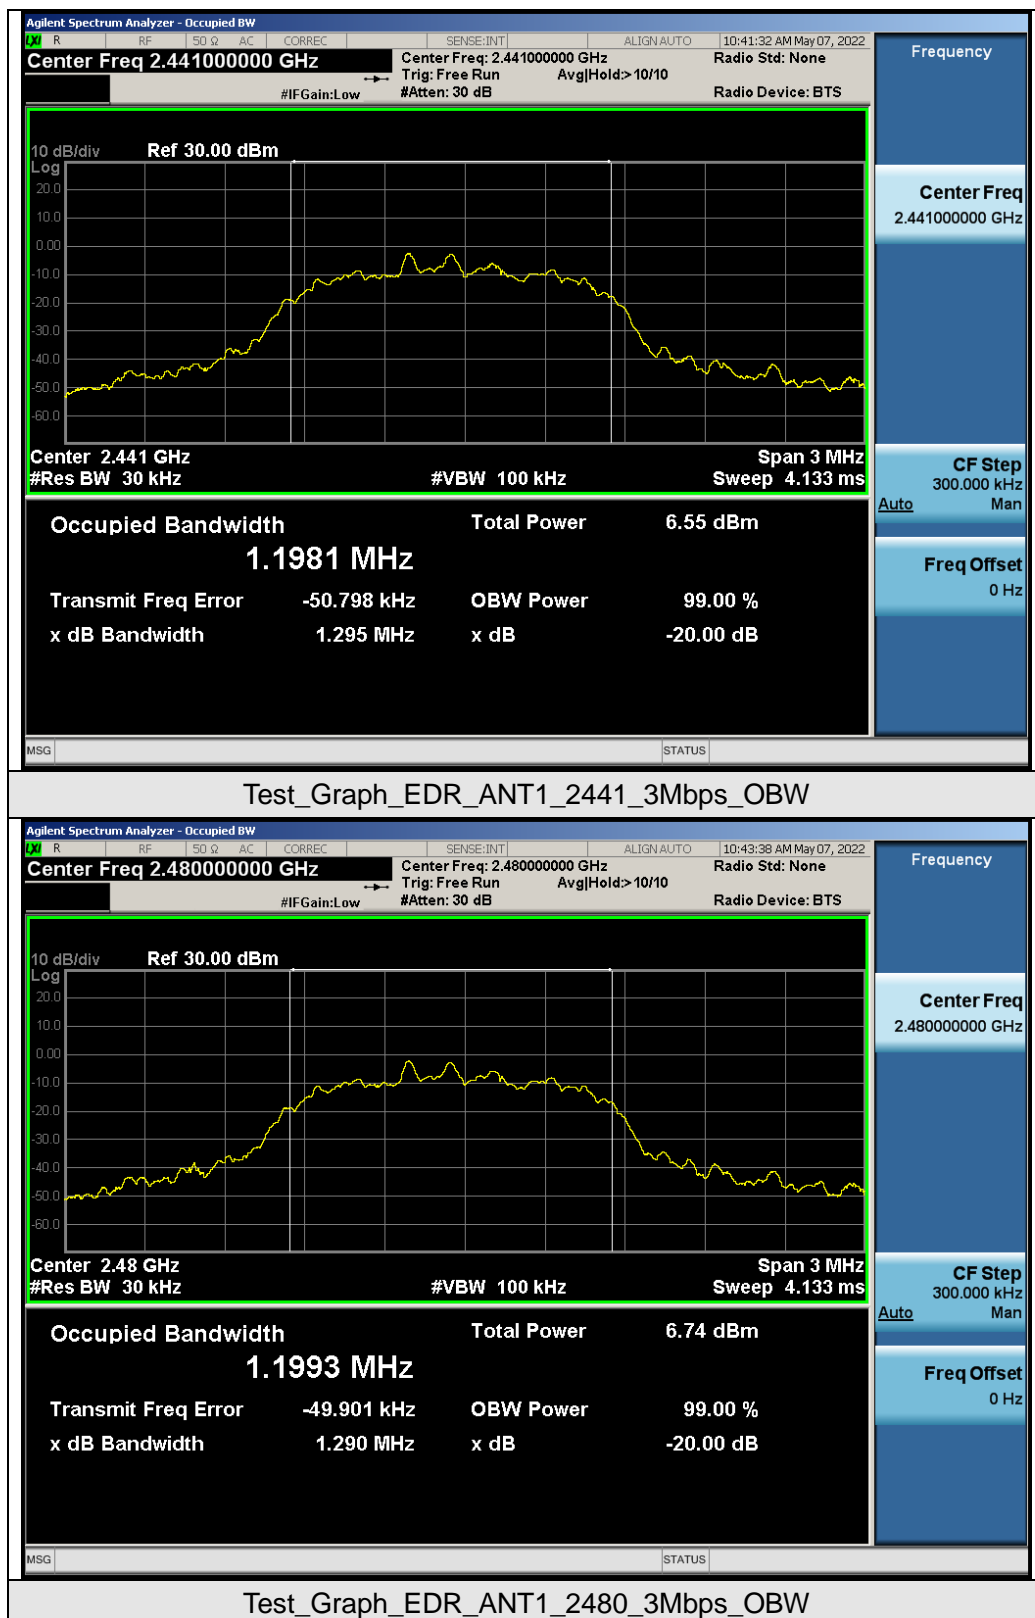 Agilent Spectrum Analyzer - Occupied BW
LXI R RF 50 Ω AC CORREC SENSE:INT ALIGN AUTO 10:41:32 AM May 07, 2022
Center Freq 2.441000000 GHz
Center Freq: 2.441000000 GHz
Radio Std: None
Trig: Free Run Avg|Hold:> 10/10
#IFGain:Low #Atten: 30 dB Radio Device: BTS
Frequency
10 dB/div Ref 30.00 dBm
Log
20.0
10.0
0.00
-10.0
-20.0
-30.0
-40.0
-50.0
-60.0
Center 2.441 GHz Span 3 MHz
#Res BW 30 kHz #VBW 100 kHz Sweep 4.133 ms
Center Freq
2.441000000 GHz
CF Step
300.000 kHz
Auto Man
Freq Offset
0 Hz
Occupied Bandwidth Total Power 6.55 dBm
1.1981 MHz
Transmit Freq Error -50.798 kHz OBW Power 99.00 %
x dB Bandwidth 1.295 MHz x dB -20.00 dB
MSG STATUS
Test_Graph_EDR_ANT1_2441_3Mbps_OBW
Agilent Spectrum Analyzer - Occupied BW
LXI R RF 50 Ω AC CORREC SENSE:INT ALIGN AUTO 10:43:38 AM May 07, 2022
Center Freq 2.480000000 GHz
Center Freq: 2.480000000 GHz
Radio Std: None
Trig: Free Run Avg|Hold:> 10/10
#IFGain:Low #Atten: 30 dB Radio Device: BTS
Frequency
10 dB/div Ref 30.00 dBm
Log
20.0
10.0
0.00
-10.0
-20.0
-30.0
-40.0
-50.0
-60.0
Center 2.48 GHz Span 3 MHz
#Res BW 30 kHz #VBW 100 kHz Sweep 4.133 ms
Center Freq
2.480000000 GHz
CF Step
300.000 kHz
Auto Man
Freq Offset
0 Hz
Occupied Bandwidth Total Power 6.74 dBm
1.1993 MHz
Transmit Freq Error -49.901 kHz OBW Power 99.00 %
x dB Bandwidth 1.290 MHz x dB -20.00 dB
MSG STATUS
Test_Graph_EDR_ANT1_2480_3Mbps_OBW